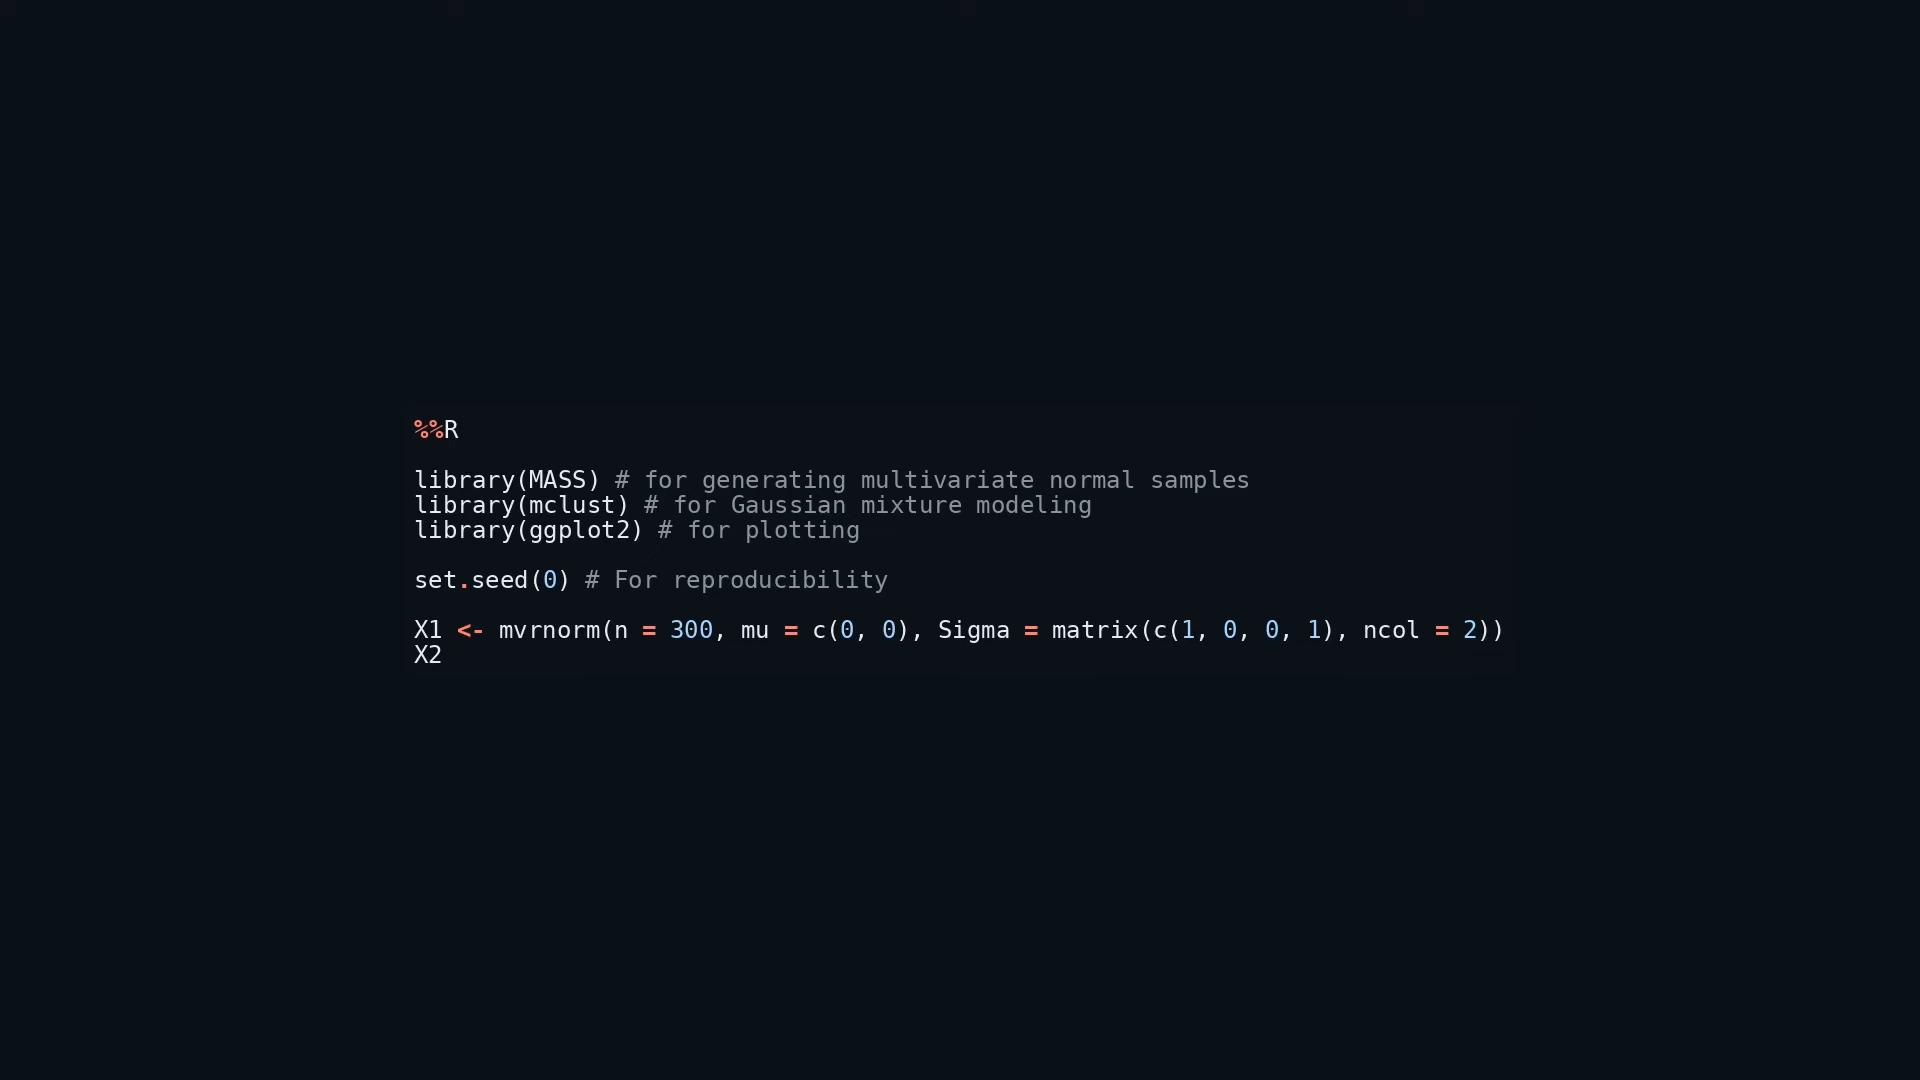 %%R
library(MASS) # for generating multivariate normal samples
library(mclust) # for Gaussian mixture modeling
library(ggplot2) # for plotting
set.seed(0) # For reproducibility
X1 <- mvrnorm(n = 300, mu = c(0, 0), Sigma = matrix(c(1, 0, 0, 1), ncol = 2))
X2